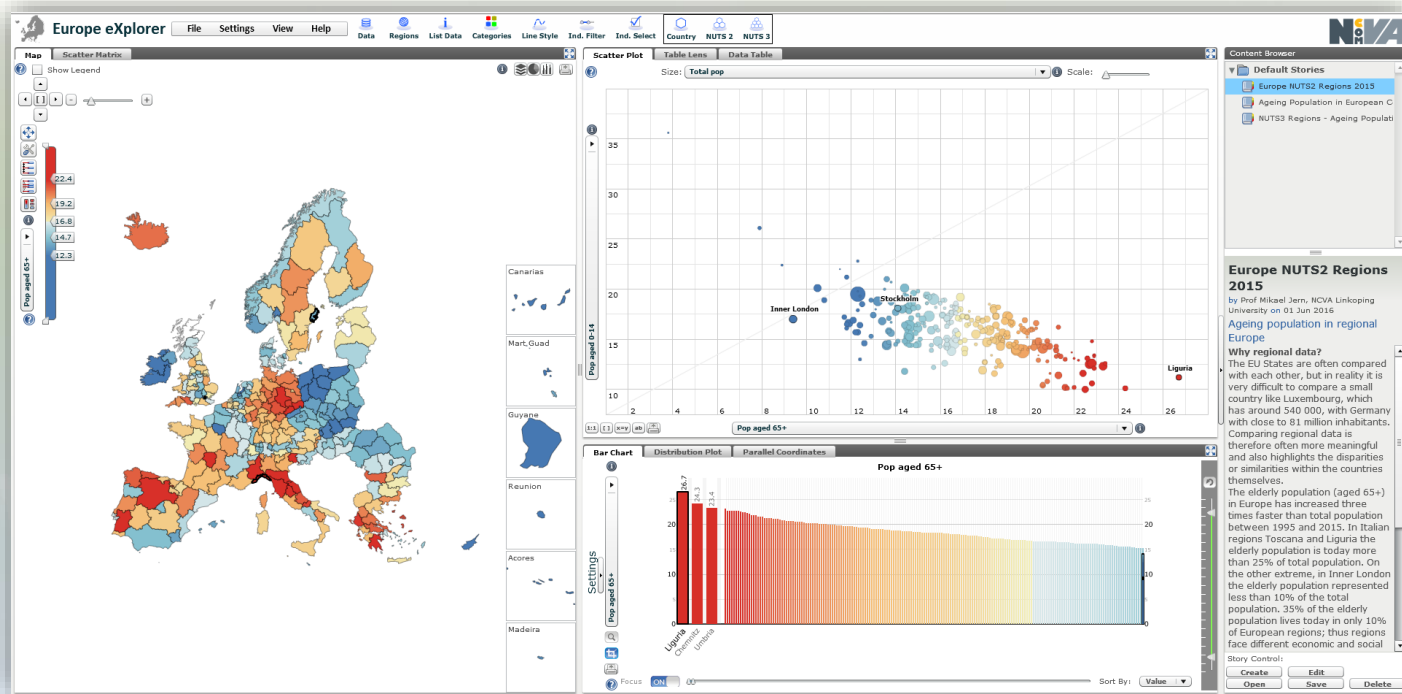 Europe eXplorer
File Settings View Help
Data Regions List Data Categories Line Style Ind. Filter Ind. Select Country NUTS 2 NUTS 3
NCOMVA
Map Scatter Matrix
Show Legend
22.4
19.2
16.8
14.7
12.3
Pop aged 65+
Canarias
Mart,Guad
Guyane
Reunion
Acores
Madeira
Scatter Plot Table Lens Data Table
Size: Total pop Scale:
35
30
25
20
15
10
Pop aged 0-14
Inner London
Stockholm
Liguria
2 4 6 8 10 12 14 16 18 20 22 24 26
1:1 [ ] x=y ab
Pop aged 65+
Bar Chart Distribution Plot Parallel Coordinates
Pop aged 65+
Settings
Pop aged 65+
25
20
15
10
5
0
26.7
24.3
23.4
Liguria
Chemnitz
Umbria
25
20
15
10
5
0
Focus ON
Sort By: Value
Content Browser
Default Stories
Europe NUTS2 Regions 2015
Ageing Population in European C
NUTS3 Regions - Ageing Populati
Europe NUTS2 Regions
2015
by Prof Mikael Jern, NCVA Linkoping
University on 01 Jun 2016
Ageing population in regional
Europe
Why regional data?
The EU States are often compared
with each other, but in reality it is
very difficult to compare a small
country like Luxembourg, which
has around 540 000, with Germany
with close to 81 million inhabitants.
Comparing regional data is
therefore often more meaningful
and also highlights the disparities
or similarities within the countries
themselves.
The elderly population (aged 65+)
in Europe has increased three
times faster than total population
between 1995 and 2015. In Italian
regions Toscana and Liguria the
elderly population is today more
than 25% of total population. On
the other extreme, in Inner London
the elderly population represented
less than 10% of the total
population. 35% of the elderly
population lives today in only 10%
of European regions; thus regions
face different economic and social
Story Control:
Create Edit
Open Save Delete